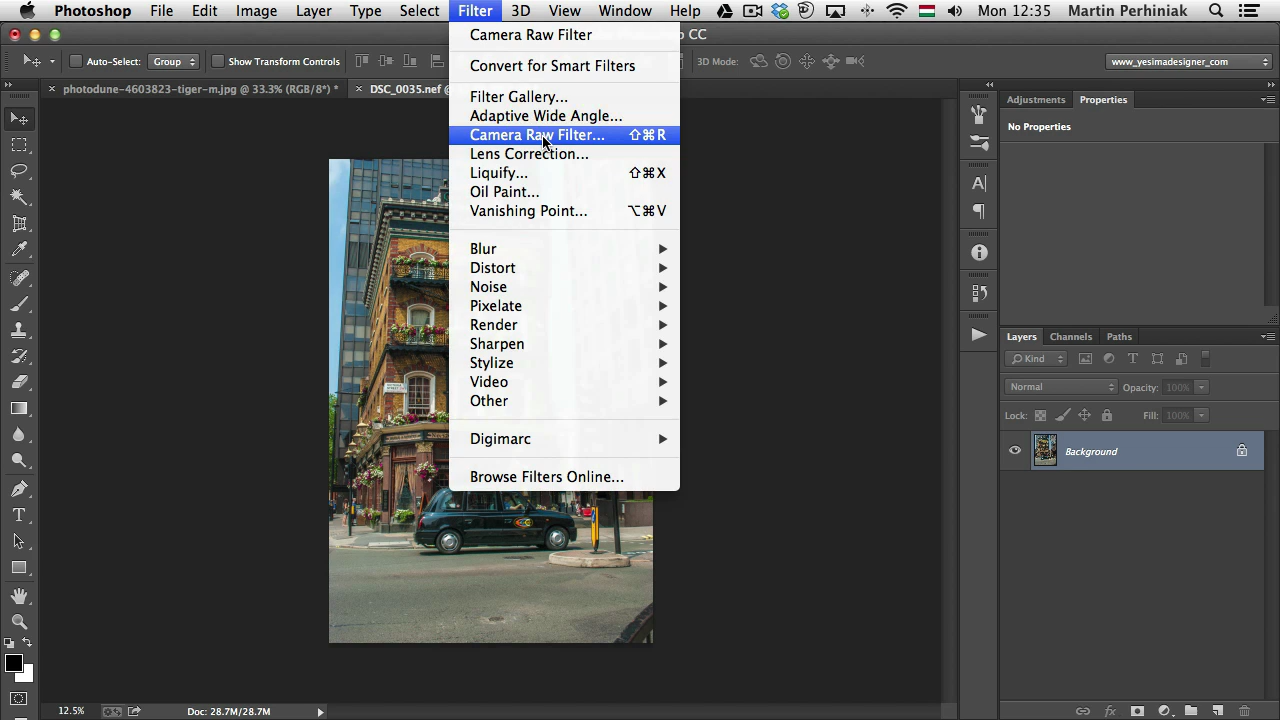 Photoshop File Edit Image Layer Type Select Filter 3D View Window Help Mon 12:35 Martin Perhiniak
Camera Raw Filter
Convert for Smart Filters
Filter Gallery...
Adaptive Wide Angle...
Camera Raw Filter... ⇧⌘R
Lens Correction...
Liquify... ⇧⌘X
Oil Paint...
Vanishing Point... ⌥⌘V
Blur
Distort
Noise
Pixelate
Render
Sharpen
Stylize
Video
Other
Digimarc
Browse Filters Online...
p CC
Auto-Select: Group Show Transform Controls 3D Mode: www_yesimadesigner_com
photodune-4603823-tiger-m.jpg @ 33.3% (RGB/8*) * DSC_0035.nef @
Adjustments Properties
No Properties
Layers Channels Paths
Kind
Normal Opacity: 100%
Lock: Fill: 100%
Background
12.5% Doc: 28.7M/28.7M